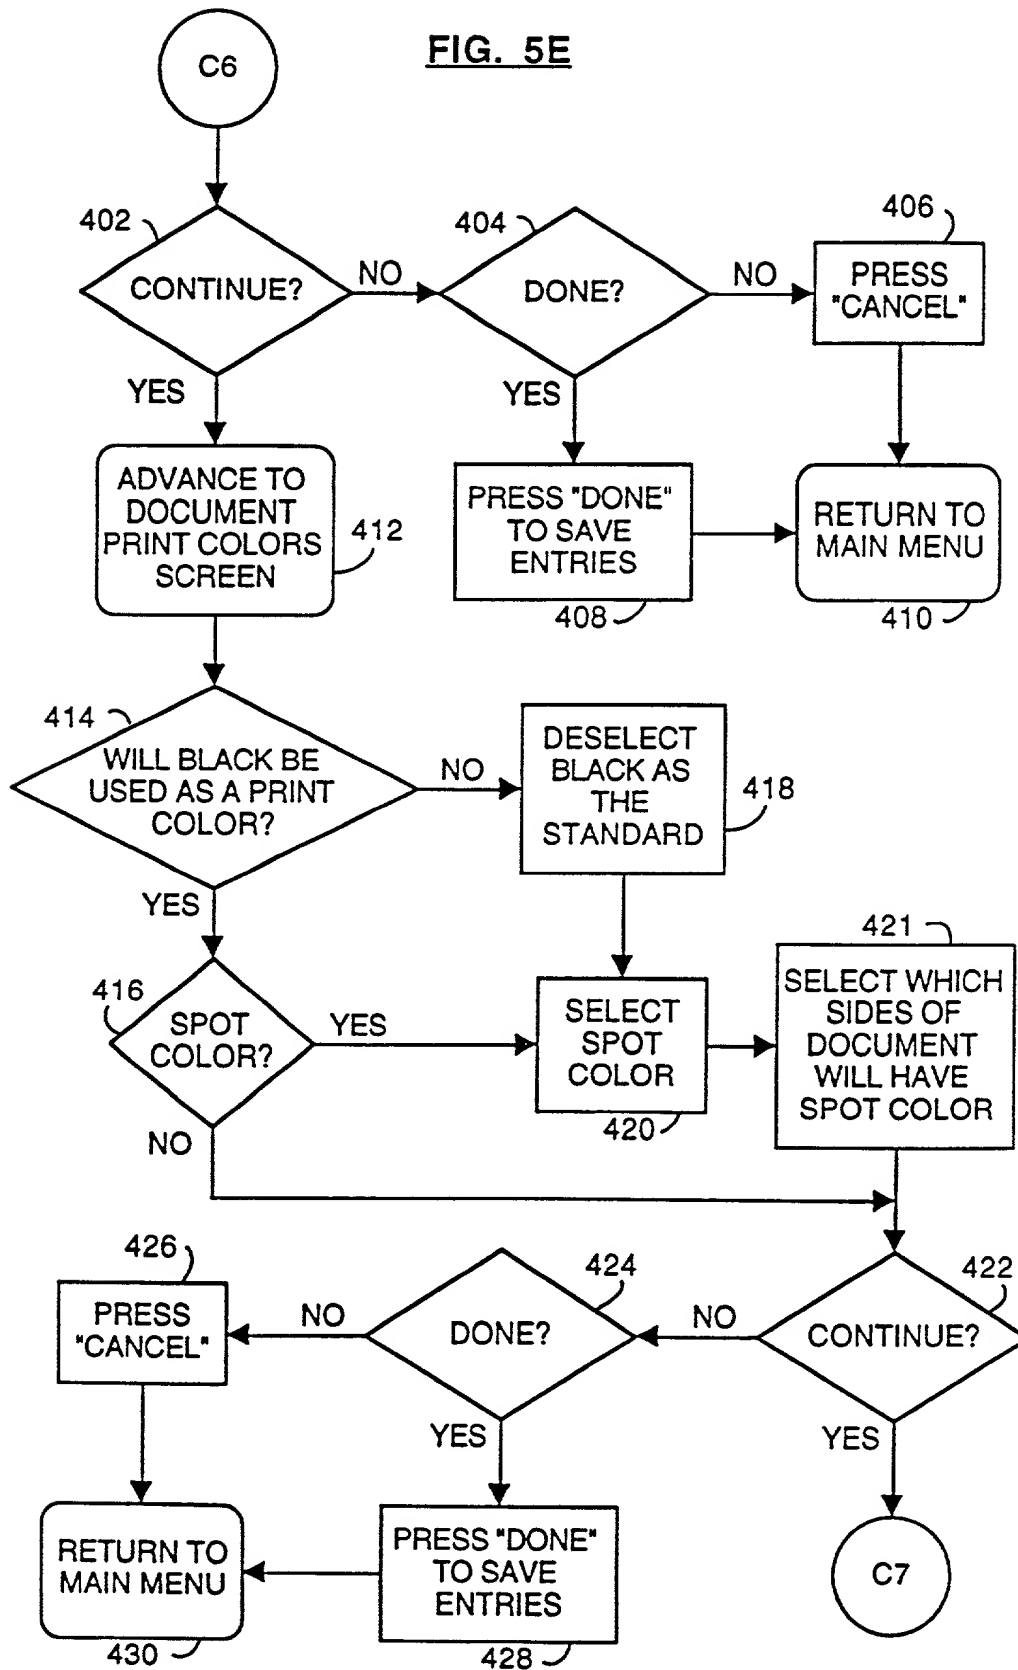 FIG. 5E
C6
402
CONTINUE?
NO
YES
404
DONE?
NO
YES
406
PRESS
"CANCEL"
ADVANCE TO
DOCUMENT
PRINT COLORS
SCREEN
412
PRESS "DONE"
TO SAVE
ENTRIES
408
RETURN TO
MAIN MENU
410
414
WILL BLACK BE
USED AS A PRINT
COLOR?
NO
YES
DESELECT
BLACK AS
THE
STANDARD
418
416
SPOT
COLOR?
YES
NO
SELECT
SPOT
COLOR
420
421
SELECT WHICH
SIDES OF
DOCUMENT
WILL HAVE
SPOT COLOR
422
CONTINUE?
NO
YES
424
DONE?
NO
YES
426
PRESS
"CANCEL"
RETURN TO
MAIN MENU
430
PRESS "DONE"
TO SAVE
ENTRIES
428
C7